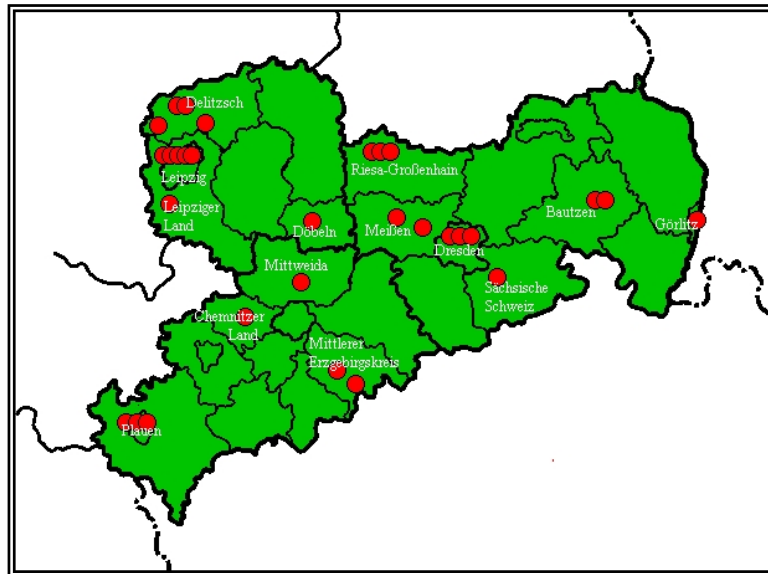 Delitzsch
Leipzig
Leipziger
Land
Döbeln
Riesa-Großenhain
Meißen
Dresden
Bautzen
Görlitz
Mittweida
Sächsische
Schweiz
Chemnitzer
Land
Mittlerer
Erzgebirgskreis
Plauen